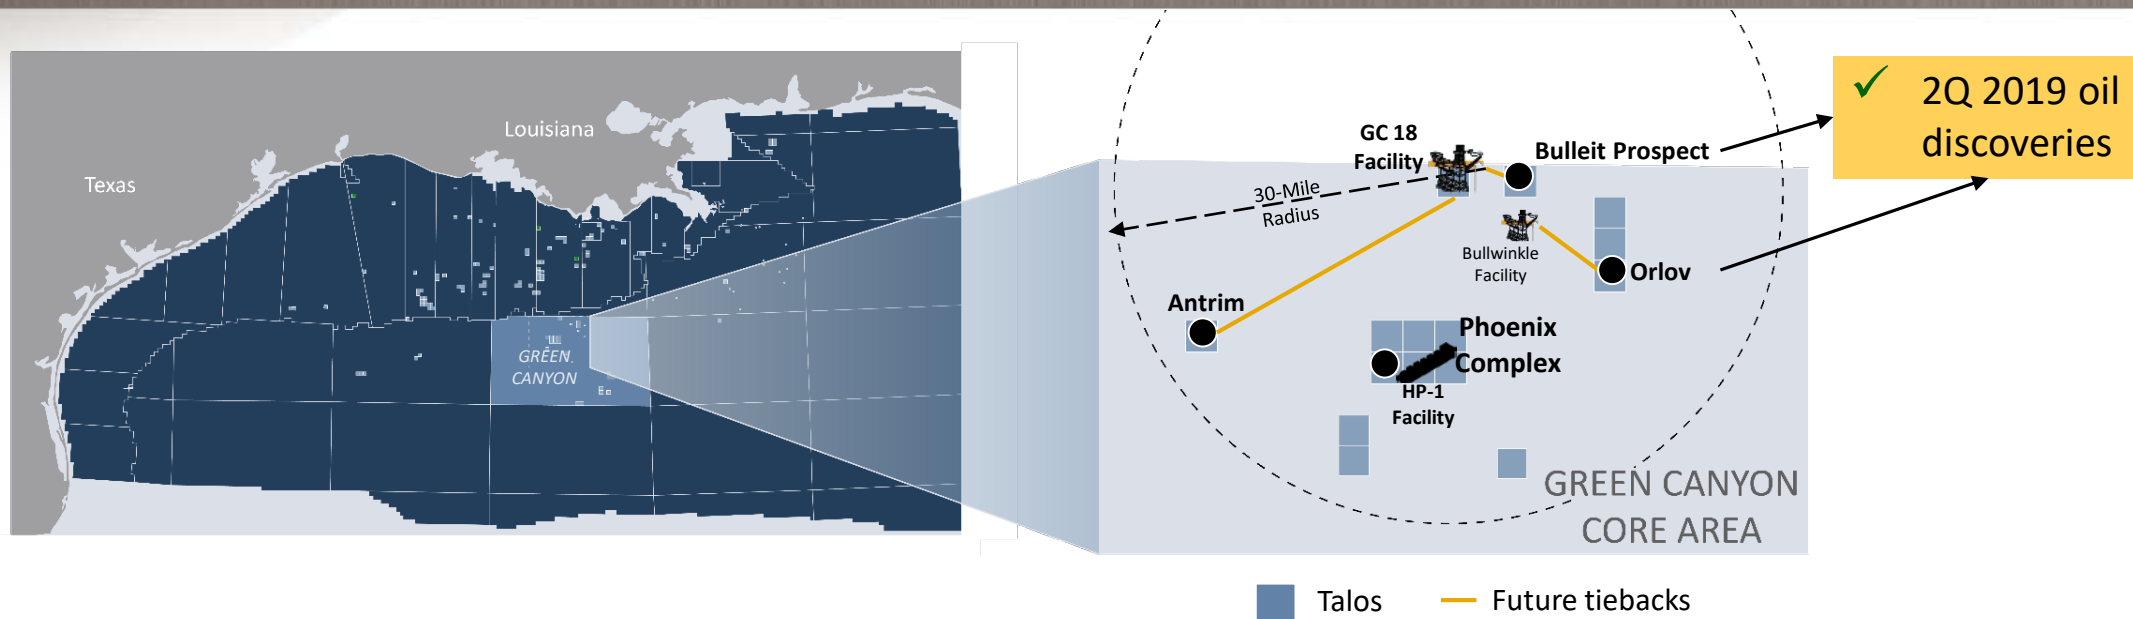 Texas
Louisiana
GREEN
CANYON
GC 18
Facility
Bulleit Prospect
30-Mile
Radius
Bullwinkle
Facility
Orlov
Antrim
Phoenix
Complex
HP-1
Facility
GREEN CANYON
CORE AREA
✓ 2Q 2019 oil
discoveries
Talos
Future tiebacks